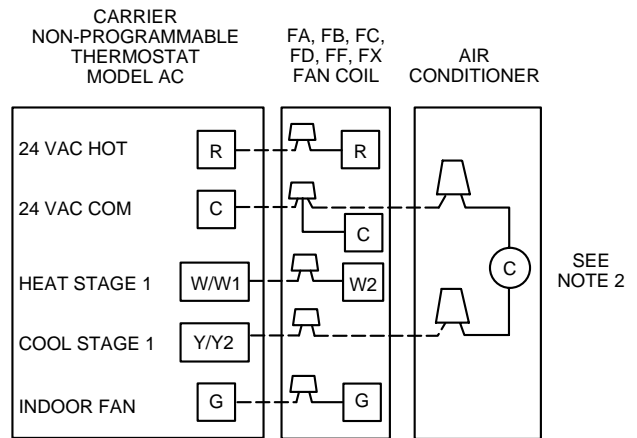 CARRIER
NON-PROGRAMMABLE
THERMOSTAT
MODEL AC
FA, FB, FC,
FD, FF, FX
FAN COIL
AIR
CONDITIONER
24 VAC HOT
R
R
24 VAC COM
C
C
C
SEE
NOTE 2
HEAT STAGE 1
W/W1
W2
COOL STAGE 1
Y/Y2
INDOOR FAN
G
G